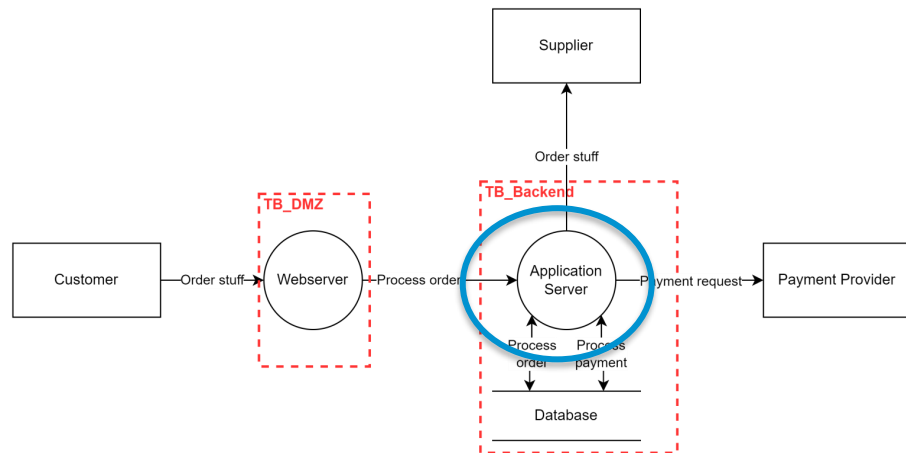 Supplier
Order stuff
TB_DMZ
TB_Backend
Customer
Order stuff
Webserver
Process order
Application
Server
Payment request
Payment Provider
Process
order
Process
payment
Database